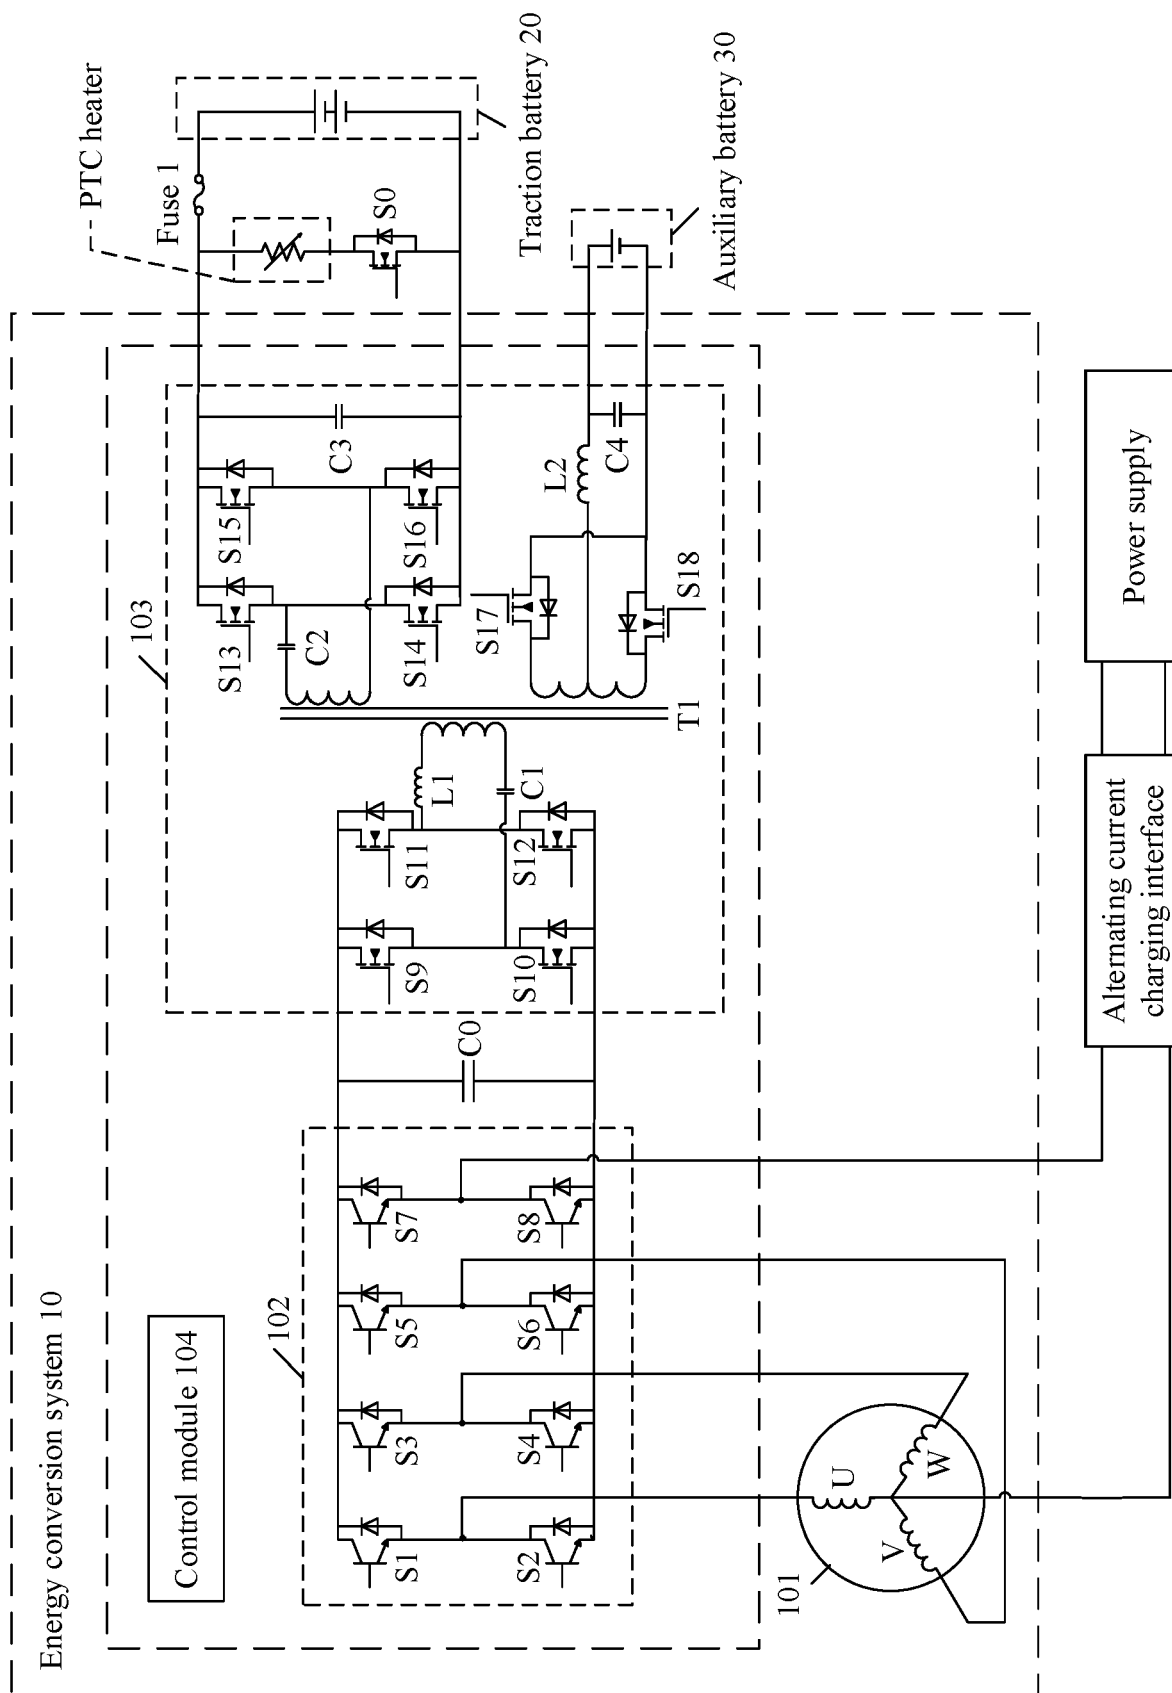 Energy conversion system 10
Control module 104
102
103
PTC heater
Fuse 1
S0
Traction battery 20
Auxiliary battery 30
S1
S2
S3
S4
S5
S6
S7
S8
C0
S9
S10
S11
S12
L1
C1
T1
S13
S14
S15
S16
C2
C3
S17
S18
L2
C4
101
U
V
W
Alternating current
charging interface
Power supply